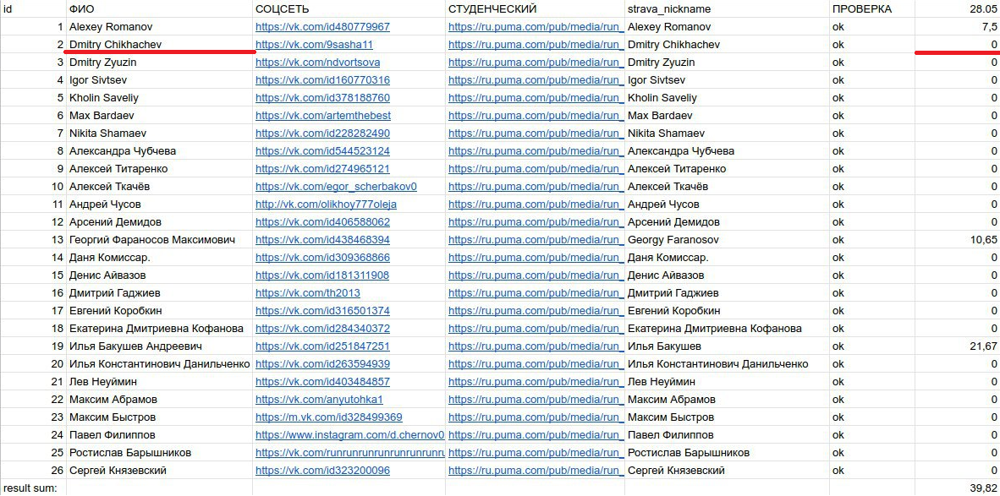 id ФИО СОЦСЕТЬ СТУДЕНЧЕСКИЙ strava_nickname ПРОВЕРКА 28.05
1 Alexey Romanov https://vk.com/id480779967 https://ru.puma.com/pub/media/run_ Alexey Romanov ok 7,5
2 Dmitry Chikhachev https://vk.com/9sasha11 https://ru.puma.com/pub/media/run_ Dmitry Chikhachev ok 0
3 Dmitry Zyuzin https://vk.com/ndvortsova https://ru.puma.com/pub/media/run_ Dmitry Zyuzin ok 0
4 Igor Sivtsev https://vk.com/id160770316 https://ru.puma.com/pub/media/run_ Igor Sivtsev ok 0
5 Kholin Saveliy https://vk.com/id378188760 https://ru.puma.com/pub/media/run_ Kholin Saveliy ok 0
6 Max Bardaev https://vk.com/artemthebest https://ru.puma.com/pub/media/run_ Max Bardaev ok 0
7 Nikita Shamaev https://vk.com/id228282490 https://ru.puma.com/pub/media/run_ Nikita Shamaev ok 0
8 Александра Чубчева https://vk.com/id544523124 https://ru.puma.com/pub/media/run_ Александра Чубчева ok 0
9 Алексей Титаренко https://vk.com/id274965121 https://ru.puma.com/pub/media/run_ Алексей Титаренко ok 0
10 Алексей Ткачёв https://vk.com/egor_scherbakov0 https://ru.puma.com/pub/media/run_ Алексей Ткачёв ok 0
11 Андрей Чусов http://vk.com/olikhoy777oleja https://ru.puma.com/pub/media/run_ Андрей Чусов ok 0
12 Арсений Демидов https://vk.com/id406588062 https://ru.puma.com/pub/media/run_ Арсений Демидов ok 0
13 Георгий Фараносов Максимович https://vk.com/id438468394 https://ru.puma.com/pub/media/run_ Georgy Faranosov ok 10,65
14 Даня Комиссар. https://vk.com/id309368866 https://ru.puma.com/pub/media/run_ Даня Комиссар. ok 0
15 Денис Айвазов https://vk.com/id181311908 https://ru.puma.com/pub/media/run_ Денис Айвазов ok 0
16 Дмитрий Гаджиев https://vk.com/th2013 https://ru.puma.com/pub/media/run_ Дмитрий Гаджиев ok 0
17 Евгений Коробкин https://vk.com/id316501374 https://ru.puma.com/pub/media/run_ Евгений Коробкин ok 0
18 Екатерина Дмитриевна Кофанова https://vk.com/id284340372 https://ru.puma.com/pub/media/run_ Екатерина Дмитриевна Кофанова ok 0
19 Илья Бакушев Андреевич https://vk.com/id251847251 https://ru.puma.com/pub/media/run_ Илья Бакушев ok 21,67
20 Илья Константинович Данильченко https://vk.com/id263594939 https://ru.puma.com/pub/media/run_ Илья Константинович Данильченко ok 0
21 Лев Неуймин https://vk.com/id403484857 https://ru.puma.com/pub/media/run_ Лев Неуймин ok 0
22 Максим Абрамов https://vk.com/anyutohka1 https://ru.puma.com/pub/media/run_ Максим Абрамов ok 0
23 Максим Быстров https://m.vk.com/id328499369 https://ru.puma.com/pub/media/run_ Максим Быстров ok 0
24 Павел Филиппов https://www.instagram.com/d.chernov0 https://ru.puma.com/pub/media/run_ Павел Филиппов ok 0
25 Ростислав Барышников https://vk.com/runrunrunrunrunrunrunru https://ru.puma.com/pub/media/run_ Ростислав Барышников ok 0
26 Сергей Князевский https://vk.com/id323200096 https://ru.puma.com/pub/media/run_ Сергей Князевский ok 0
result sum: 39,82